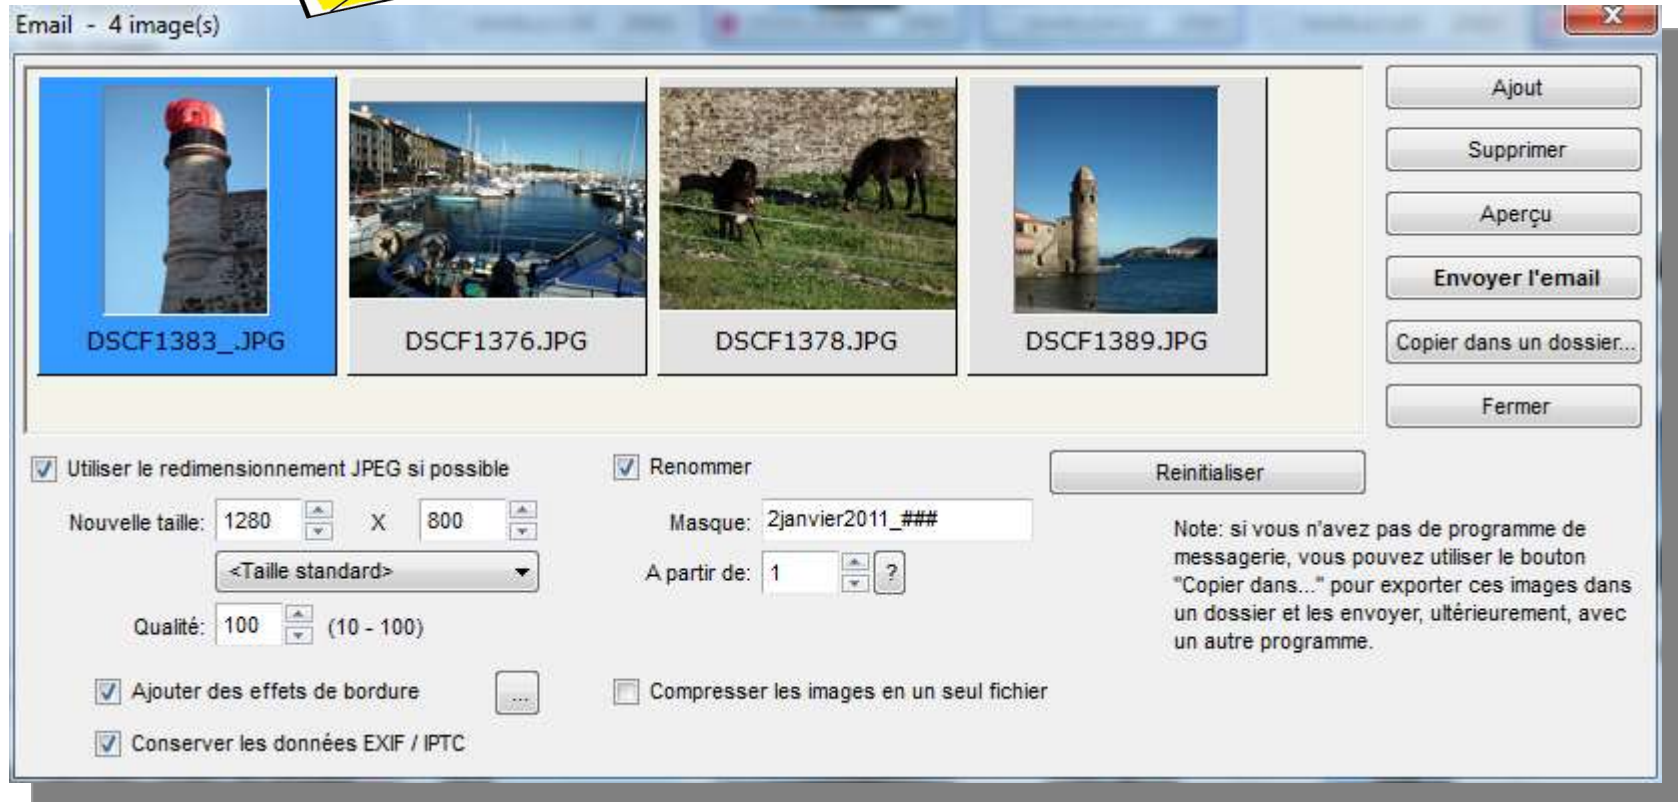 Email - 4 image(s)
X
DSCF1383_.JPG
DSCF1376.JPG
DSCF1378.JPG
DSCF1389.JPG
Ajout
Supprimer
Aperçu
Envoyer l'email
Copier dans un dossier...
Fermer
Utiliser le redimensionnement JPEG si possible
Nouvelle taille: 1280 X 800
<Taille standard>
Qualité: 100 (10 - 100)
Ajouter des effets de bordure ...
Conserver les données EXIF / IPTC
Renommer
Masque: 2janvier2011_###
A partir de: 1 ?
Compresser les images en un seul fichier
Reinitialiser
Note: si vous n'avez pas de programme de
messagerie, vous pouvez utiliser le bouton
"Copier dans..." pour exporter ces images dans
un dossier et les envoyer, ultérieurement, avec
un autre programme.